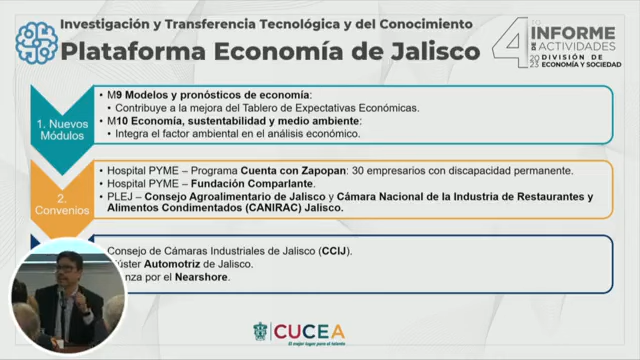 Investigación y Transferencia Tecnológica y del Conocimiento
Plataforma Economía de Jalisco
4to INFORME
DE ACTIVIDADES
2023 DIVISIÓN DE
ECONOMÍA Y SOCIEDAD
1. Nuevos
Módulos
• M9 Modelos y pronósticos de economía:
• Contribuye a la mejora del Tablero de Expectativas Económicas.
• M10 Economía, sustentabilidad y medio ambiente:
• Integra el factor ambiental en el análisis económico.
2.
Convenios
• Hospital PYME – Programa Cuenta con Zapopan: 30 empresarios con discapacidad permanente.
• Hospital PYME – Fundación Comparlante.
• PLEJ – Consejo Agroalimentario de Jalisco y Cámara Nacional de la Industria de Restaurantes y
Alimentos Condimentados (CANIRAC) Jalisco.
Consejo de Cámaras Industriales de Jalisco (CCIJ).
Automotriz de Jalisco.
por el Nearshore.
CUCEA
El mejor lugar para el talento